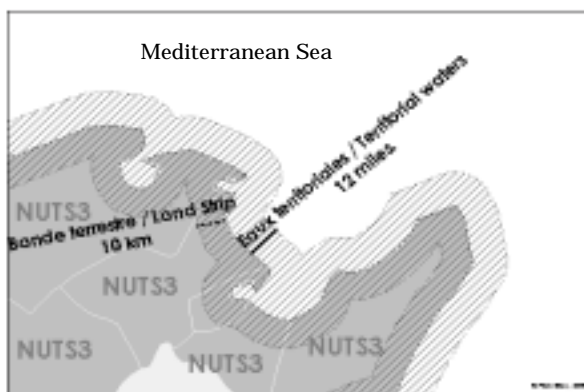 Mediterranean Sea
Eaux territoriales / Territorial waters
12 miles
NUTS3
Bande terrestre / Land Strip
10 km
NUTS3
NUTS3
NUTS3
NUTS3